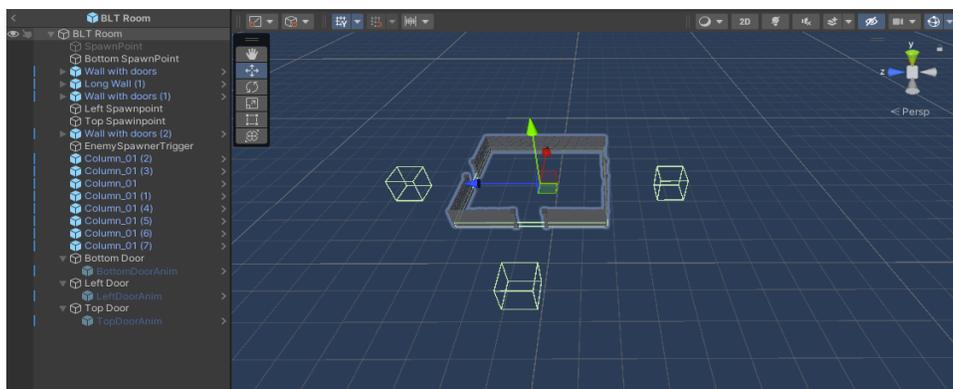 BLT Room
2D
BLT Room
SpawnPoint
Bottom SpawnPoint
Wall with doors
Long Wall (1)
Wall with doors (1)
Left Spawnpoint
Top Spawinpoint
Wall with doors (2)
EnemySpawnerTrigger
Column_01 (2)
Column_01 (3)
Column_01
Column_01 (1)
Column_01 (4)
Column_01 (5)
Column_01 (6)
Column_01 (7)
Bottom Door
BottomDoorAnim
Left Door
LeftDoorAnim
Top Door
TopDoorAnim
y
z
< Persp